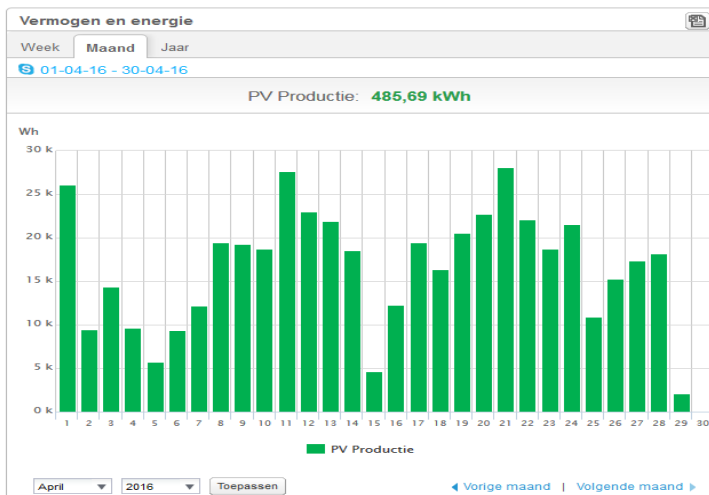 Vermogen en energie
Week Maand Jaar
01-04-16 - 30-04-16
PV Productie: 485,69 kWh
Wh
30 k
25 k
20 k
15 k
10 k
5 k
0 k
1 2 3 4 5 6 7 8 9 10 11 12 13 14 15 16 17 18 19 20 21 22 23 24 25 26 27 28 29 30
PV Productie
April 2016 Toepassen Vorige maand | Volgende maand